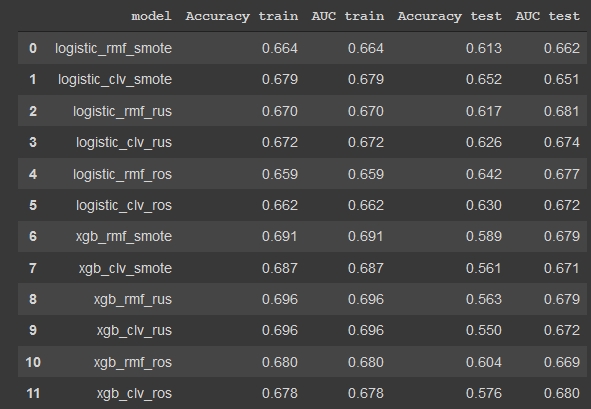 model Accuracy train AUC train Accuracy test AUC test
0 logistic_rmf_smote 0.664 0.664 0.613 0.662
1 logistic_clv_smote 0.679 0.679 0.652 0.651
2 logistic_rmf_rus 0.670 0.670 0.617 0.681
3 logistic_clv_rus 0.672 0.672 0.626 0.674
4 logistic_rmf_ros 0.659 0.659 0.642 0.677
5 logistic_clv_ros 0.662 0.662 0.630 0.672
6 xgb_rmf_smote 0.691 0.691 0.589 0.679
7 xgb_clv_smote 0.687 0.687 0.561 0.671
8 xgb_rmf_rus 0.696 0.696 0.563 0.679
9 xgb_clv_rus 0.696 0.696 0.550 0.672
10 xgb_rmf_ros 0.680 0.680 0.604 0.669
11 xgb_clv_ros 0.678 0.678 0.576 0.680